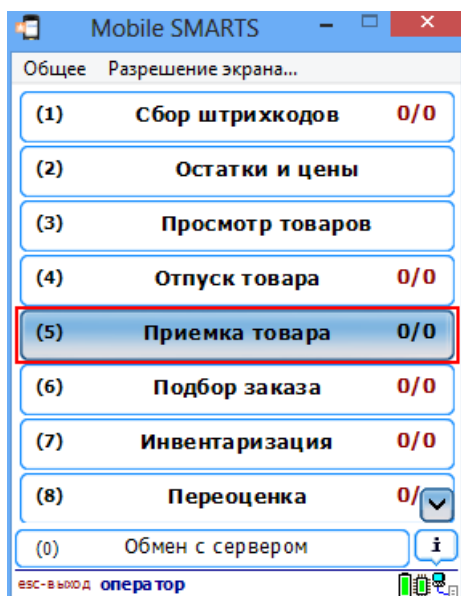 Mobile SMARTS
Общее Разрешение экрана...
(1) Сбор штрихкодов 0/0
(2) Остатки и цены
(3) Просмотр товаров
(4) Отпуск товара 0/0
(5) Приемка товара 0/0
(6) Подбор заказа 0/0
(7) Инвентаризация 0/0
(8) Переоценка 0/
(0) Обмен с сервером i
esc-выход оператор